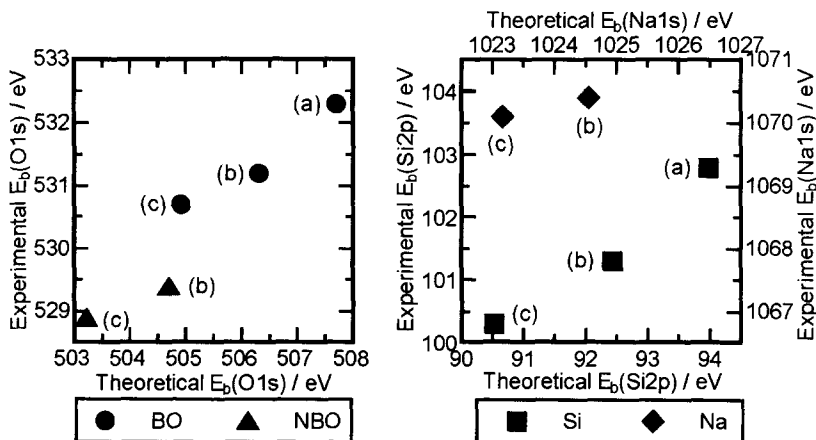 Experimental E_b(O1s) / eV
533
532
531
530
529
(a)
(b)
(c)
(b)
(c)
503 504 505 506 507 508
Theoretical E_b(O1s) / eV
BO NBO
Theoretical E_b(Na1s) / eV
1023 1024 1025 1026 1027
Experimental E_b(Si2p) / eV
104
103
102
101
100
(c)
(b)
(a)
(b)
(c)
1071
1070
1069
1068
1067
Experimental E_b(Na1s) / eV
90 91 92 93 94
Theoretical E_b(Si2p) / eV
Si Na